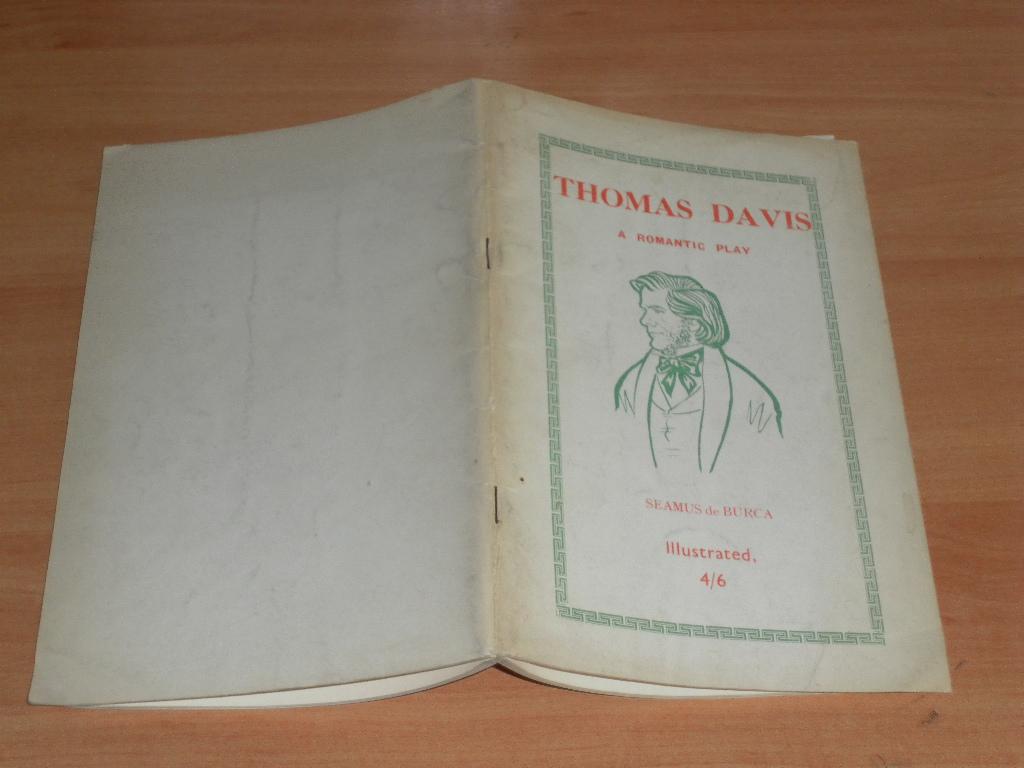 THOMAS DAVIS
A ROMANTIC PLAY
SEAMUS de BURCA
Illustrated,
4/6